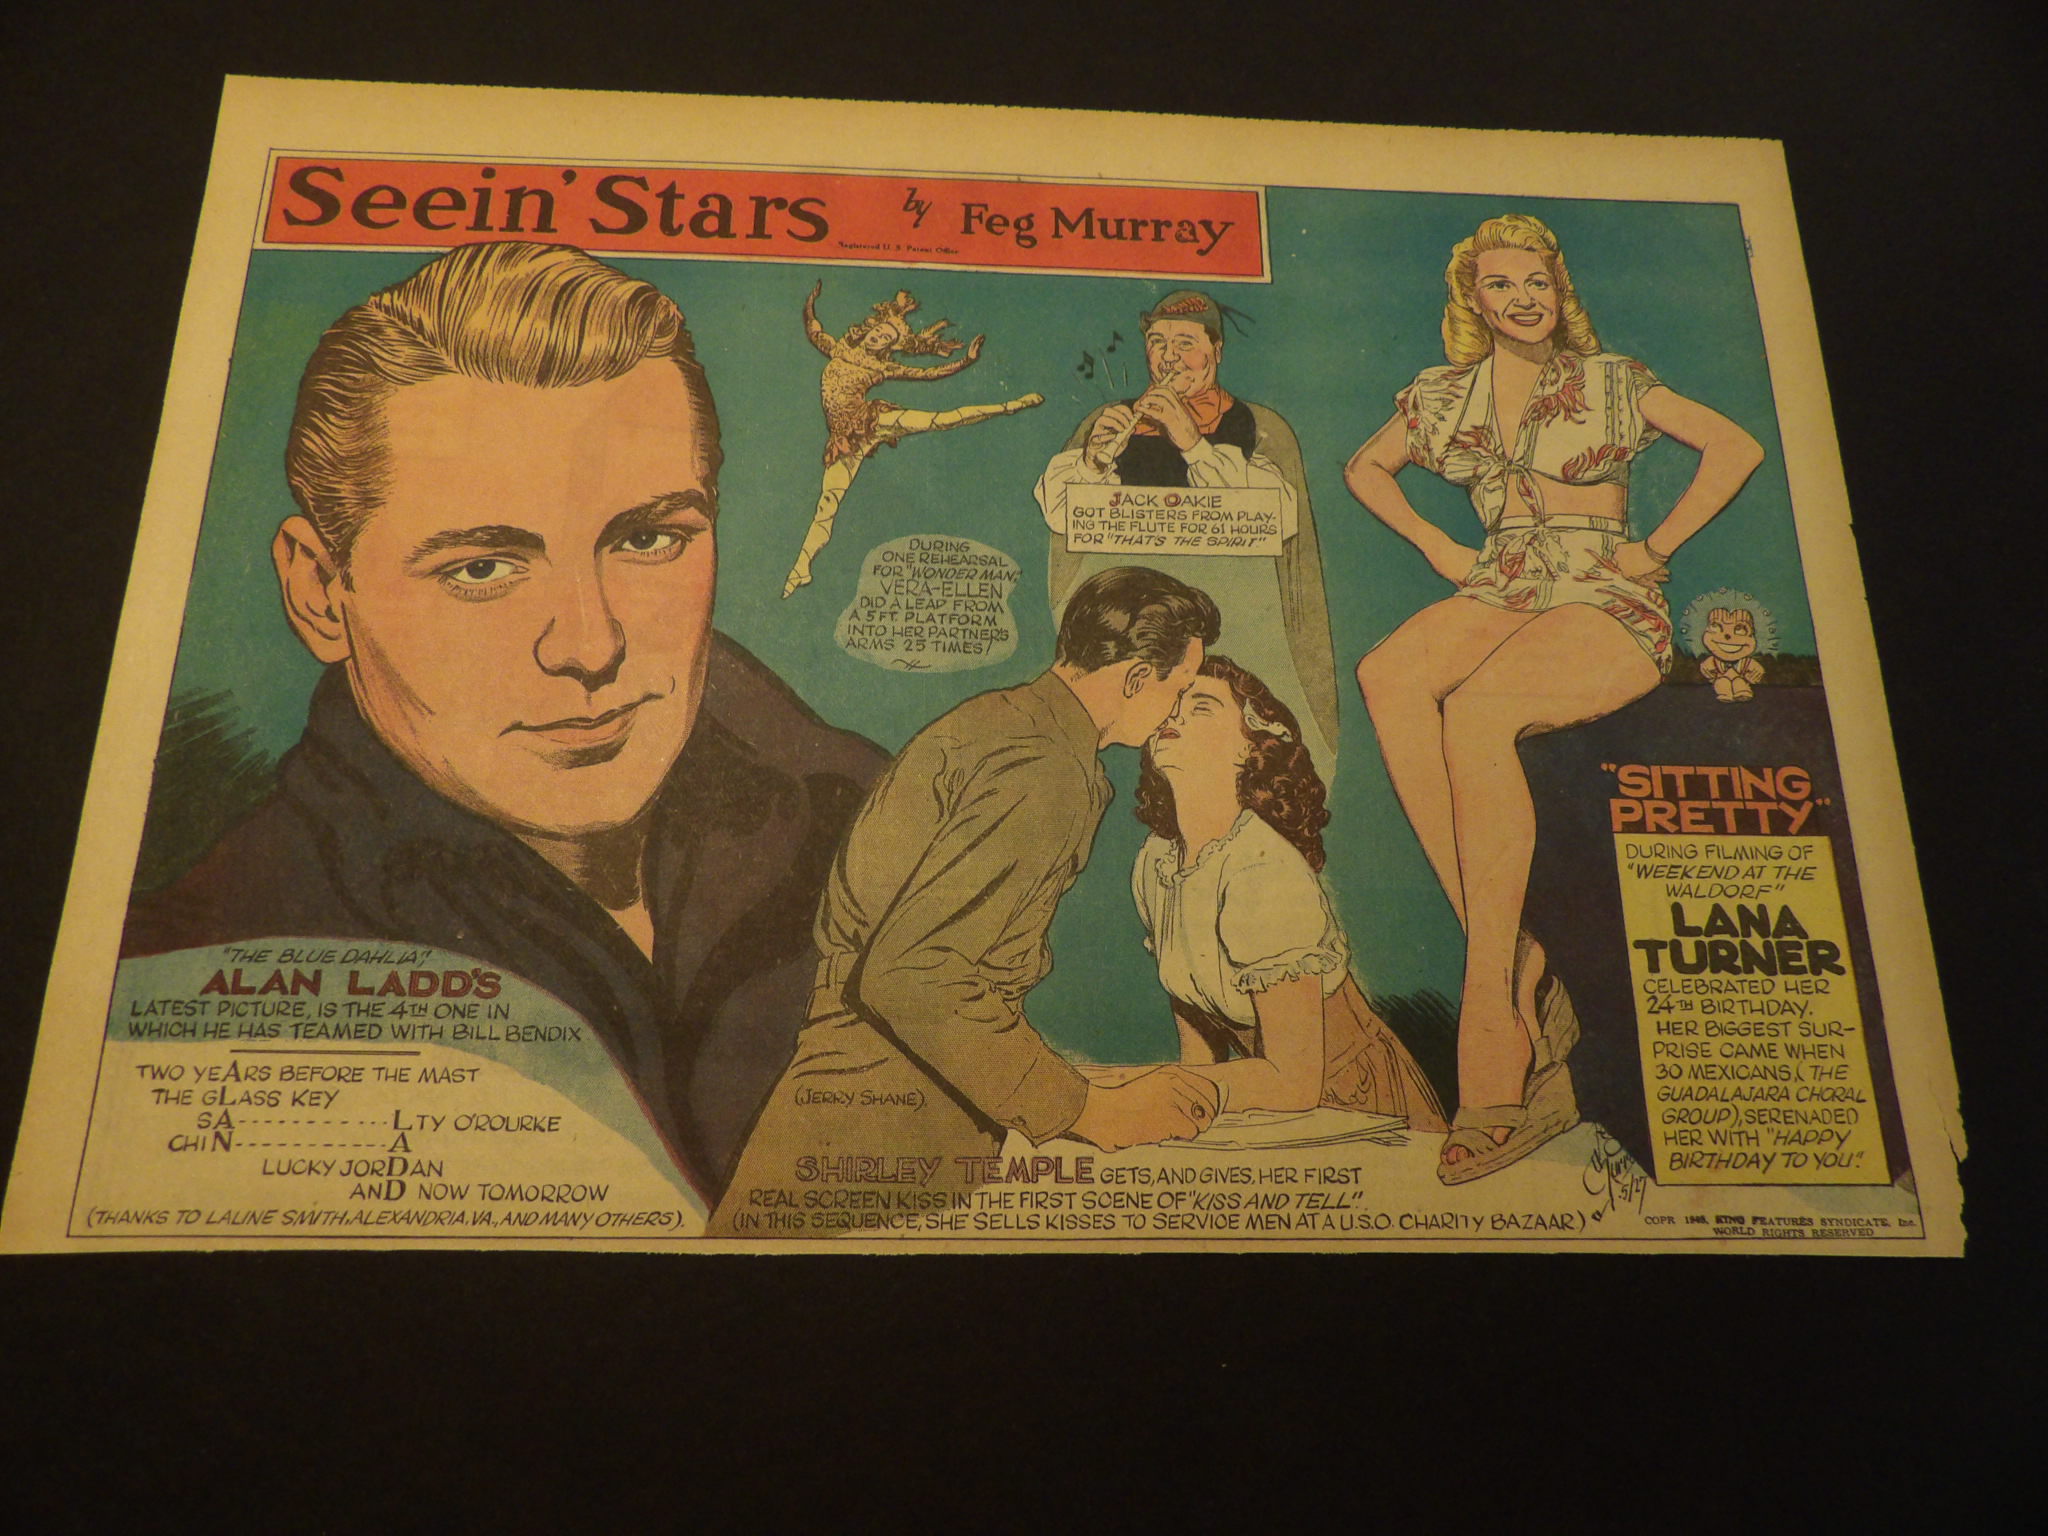 Seein' Stars by Feg Murray
Registered U. S. Patent Office
DURING
ONE REHEARSAL
FOR "WONDER MAN,"
VERA-ELLEN
DID A LEAP FROM
A 5 FT. PLATFORM
INTO HER PARTNER'S
ARMS 25 TIMES!
JACK OAKIE
GOT BLISTERS FROM PLAY-
ING THE FLUTE FOR 61 HOURS
FOR "THAT'S THE SPIRIT."
"SITTING
PRETTY"
DURING FILMING OF
"WEEKEND AT THE
WALDORF"
LANA
TURNER
CELEBRATED HER
24TH BIRTHDAY.
HER BIGGEST SUR-
PRISE CAME WHEN
30 MEXICANS, (THE
GUADALAJARA CHORAL
GROUP), SERENADED
HER WITH "HAPPY
BIRTHDAY TO YOU."
"THE BLUE DAHLIA,"
ALAN LADD'S
LATEST PICTURE, IS THE 4TH ONE IN
WHICH HE HAS TEAMED WITH BILL BENDIX
TWO YEARS BEFORE THE MAST
THE GLASS KEY
SA-----------LTY O'ROURKE
CHIN-----------A
LUCKY JORDAN
AND NOW TOMORROW
(THANKS TO LALINE SMITH, ALEXANDRIA, VA., AND MANY OTHERS).
(JERRY SHANE)
SHIRLEY TEMPLE GETS, AND GIVES, HER FIRST
REAL SCREEN KISS IN THE FIRST SCENE OF "KISS AND TELL".
(IN THIS SEQUENCE, SHE SELLS KISSES TO SERVICE MEN AT A U.S.O. CHARITY BAZAAR)
5/27
COPR 1945, KING FEATURES SYNDICATE, Inc.
WORLD RIGHTS RESERVED